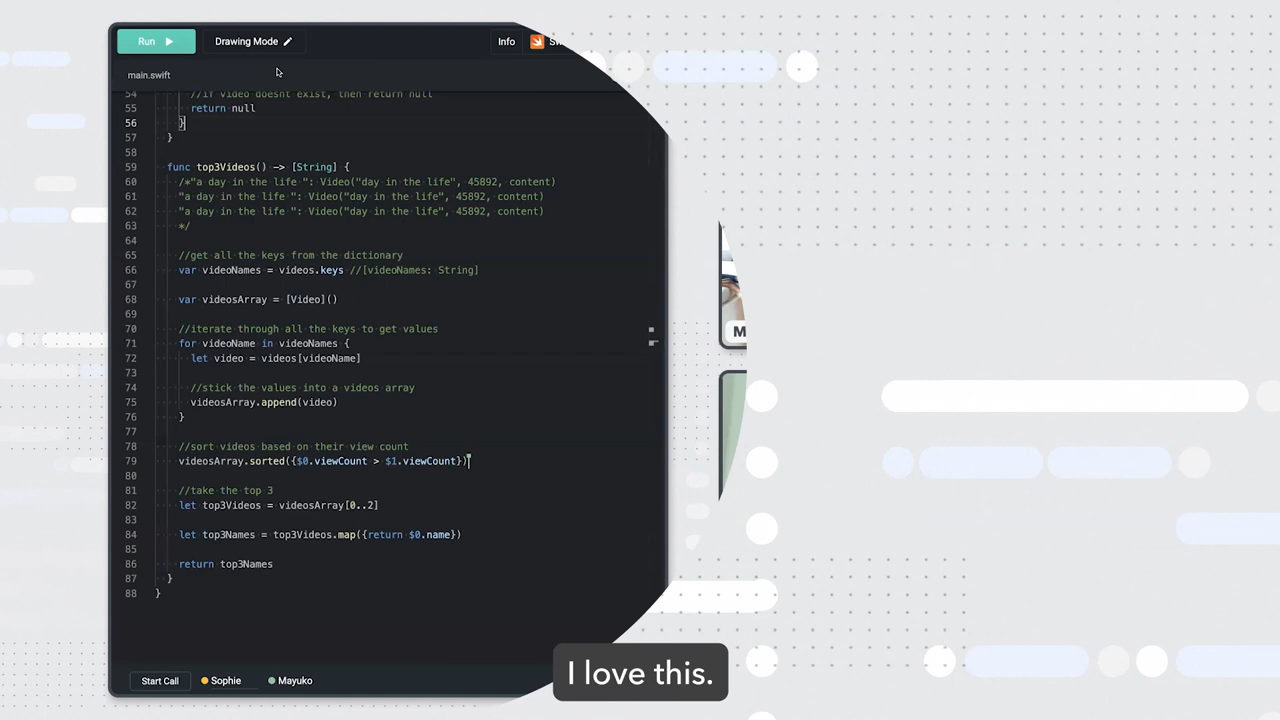 Run
Drawing Mode
Info
main.swift
54 //if video doesnt exist, then return null
55 return null
56 }
57 }
58
59 func top3Videos() -> [String] {
60 /*"a day in the life ": Video("day in the life", 45892, content)
61 "a day in the life ": Video("day in the life", 45892, content)
62 "a day in the life ": Video("day in the life", 45892, content)
63 */
64
65 //get all the keys from the dictionary
66 var videoNames = videos.keys //[videoNames: String]
67
68 var videosArray = [Video]()
69
70 //iterate through all the keys to get values
71 for videoName in videoNames {
72 let video = videos[videoName]
73
74 //stick the values into a videos array
75 videosArray.append(video)
76 }
77
78 //sort videos based on their view count
79 videosArray.sorted({$0.viewCount > $1.viewCount})
80
81 //take the top 3
82 let top3Videos = videosArray[0..2]
83
84 let top3Names = top3Videos.map({return $0.name})
85
86 return top3Names
87 }
88 }
M
I love this.
Start Call
Sophie
Mayuko